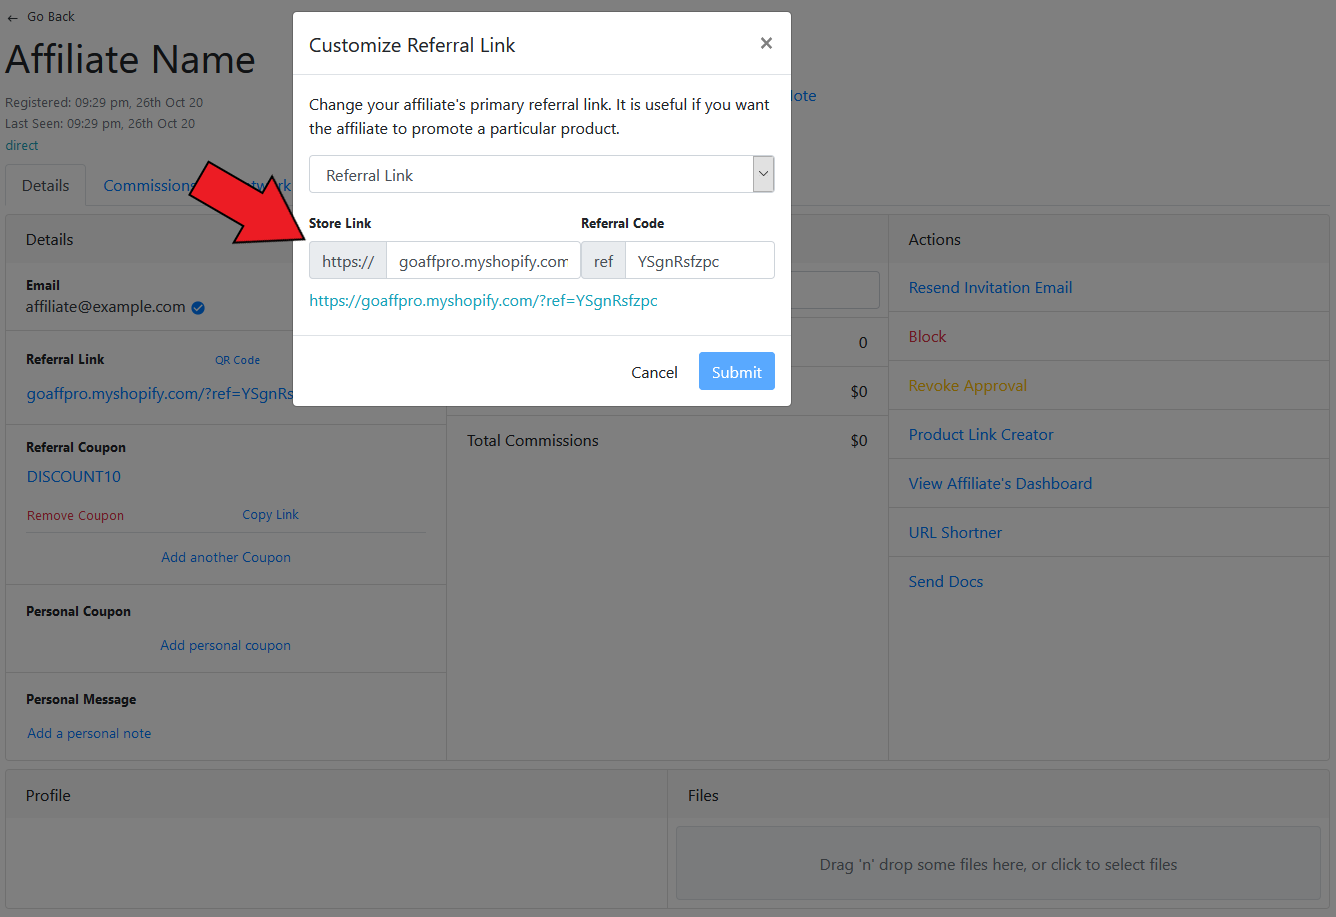 ← Go Back
Affiliate Name
Registered: 09:29 pm, 26th Oct 20
Last Seen: 09:29 pm, 26th Oct 20
direct
Details
Commissions
Customize Referral Link
×
Change your affiliate's primary referral link. It is useful if you want
the affiliate to promote a particular product.
Referral Link
Store Link
Referral Code
https://
goaffpro.myshopify.com
ref
YSgnRsfzpc
https://goaffpro.myshopify.com/?ref=YSgnRsfzpc
Cancel
Submit
Details
Email
affiliate@example.com
Referral Link
QR Code
goaffpro.myshopify.com/?ref=YSgnRs
Referral Coupon
DISCOUNT10
Remove Coupon
Copy Link
Add another Coupon
Personal Coupon
Add personal coupon
Personal Message
Add a personal note
0
$0
Total Commissions
$0
Actions
Resend Invitation Email
Block
Revoke Approval
Product Link Creator
View Affiliate's Dashboard
URL Shortner
Send Docs
Profile
Files
Drag 'n' drop some files here, or click to select files